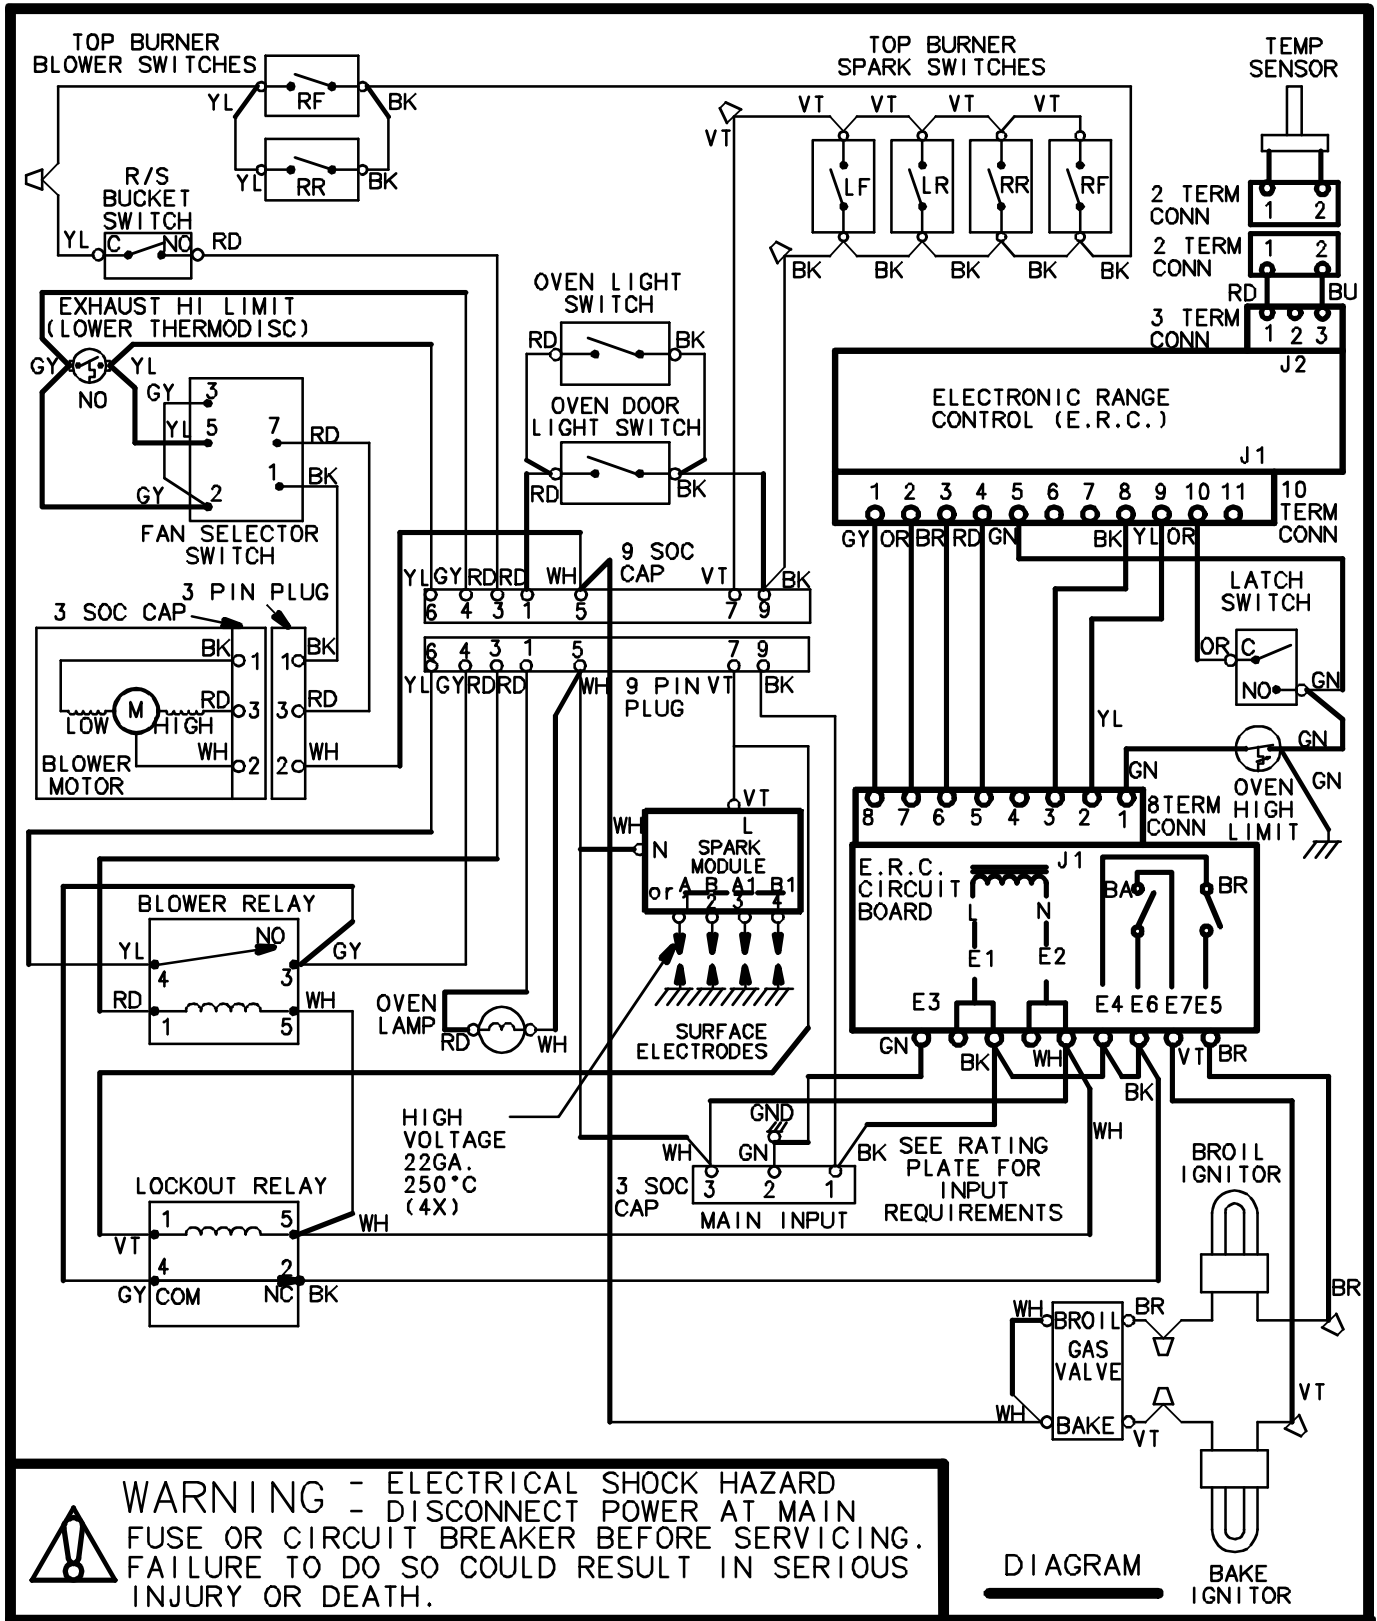 TOP BURNER
BLOWER SWITCHES
RF
YL
BK
YL
RR
BK
R/S
BUCKET
SWITCH
YL
C
NO
RD
TOP BURNER
SPARK SWITCHES
VT
VT
VT
VT
VT
LF
LR
RR
RF
BK
BK
BK
BK
BK
TEMP
SENSOR
2 TERM
CONN
1
2
2 TERM
CONN
1
2
RD
BU
3 TERM
CONN
1
2
3
J2
ELECTRONIC RANGE
CONTROL (E.R.C.)
J1
1
2
3
4
5
6
7
8
9
10
11
10
TERM
CONN
GY
OR
BR
RD
GN
BK
YL
OR
EXHAUST HI LIMIT
(LOWER THERMODISC)
GY
YL
NO
GY
3
YL
5
7
RD
1
BK
GY
2
FAN SELECTOR
SWITCH
OVEN LIGHT
SWITCH
RD
BK
OVEN DOOR
LIGHT SWITCH
RD
BK
9 SOC
CAP
YL
GY
RD
RD
WH
VT
BK
6
4
3
1
5
7
9
6
4
3
1
5
7
9
YL
GY
RD
RD
WH
9 PIN
PLUG
VT
BK
3 SOC CAP
3 PIN PLUG
BK
1
1
BK
RD
3
3
RD
WH
2
2
WH
LOW
M
HIGH
BLOWER
MOTOR
LATCH
SWITCH
OR
C
NO
GN
YL
GN
GN
GN
OVEN
HIGH
LIMIT
8
7
6
5
4
3
2
1
8 TERM
CONN
E.R.C.
CIRCUIT
BOARD
J1
L
N
E1
E2
E3
BA
BR
E4
E6
E7
E5
GN
BK
WH
BK
VT
BR
VT
WH
L
N
SPARK
MODULE
or
A
B
A1
B1
2
3
4
SURFACE
ELECTRODES
BLOWER RELAY
YL
NO
4
3
GY
RD
1
5
WH
OVEN
LAMP
RD
WH
HIGH
VOLTAGE
22GA.
250°C
(4X)
GND
WH
GN
BK
3 SOC
CAP
3
2
1
MAIN INPUT
SEE RATING
PLATE FOR
INPUT
REQUIREMENTS
WH
LOCKOUT RELAY
1
5
VT
WH
4
2
GY
COM
NC
BK
BROIL
IGNITOR
BR
WH
BROIL
BR
GAS
VALVE
WH
BAKE
VT
VT
BAKE
IGNITOR
WARNING - ELECTRICAL SHOCK HAZARD
- DISCONNECT POWER AT MAIN
FUSE OR CIRCUIT BREAKER BEFORE SERVICING.
FAILURE TO DO SO COULD RESULT IN SERIOUS
INJURY OR DEATH.
DIAGRAM